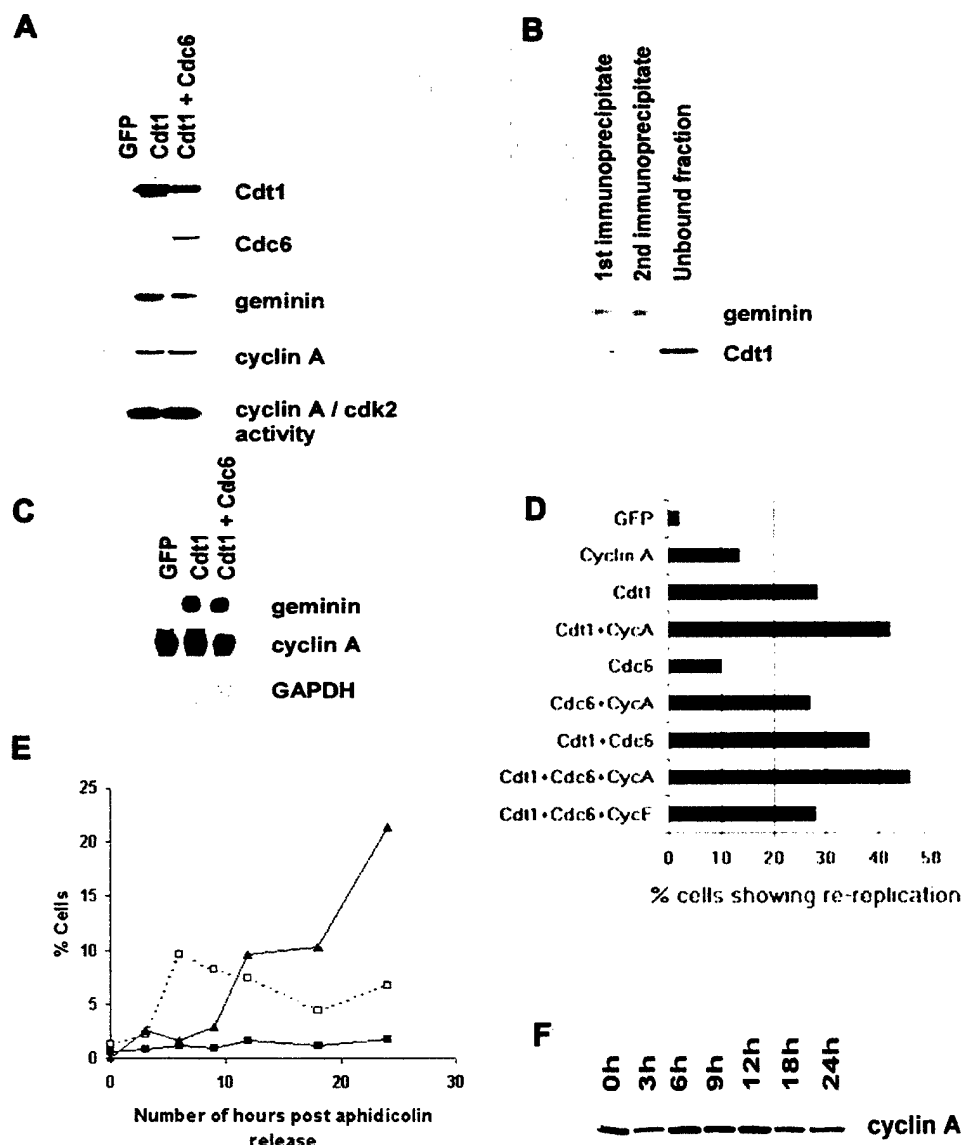 A
GFP
Cdt1
Cdt1 + Cdc6
Cdt1
Cdc6
geminin
cyclin A
cyclin A / cdk2
activity
B
1st immunoprecipitate
2nd immunoprecipitate
Unbound fraction
geminin
Cdt1
C
GFP
Cdt1
Cdt1 + Cdc6
geminin
cyclin A
GAPDH
D
GFP
Cyclin A
Cdt1
Cdt1+CycA
Cdc6
Cdc6+CycA
Cdt1+Cdc6
Cdt1+Cdc6+CycA
Cdt1+Cdc6+CycE
0 10 20 30 40 50
% cells showing re-replication
E
25
20
15
10
5
0
% Cells
0 10 20 30
Number of hours post aphidicolin
release
F
0h 3h 6h 9h 12h 18h 24h
cyclin A